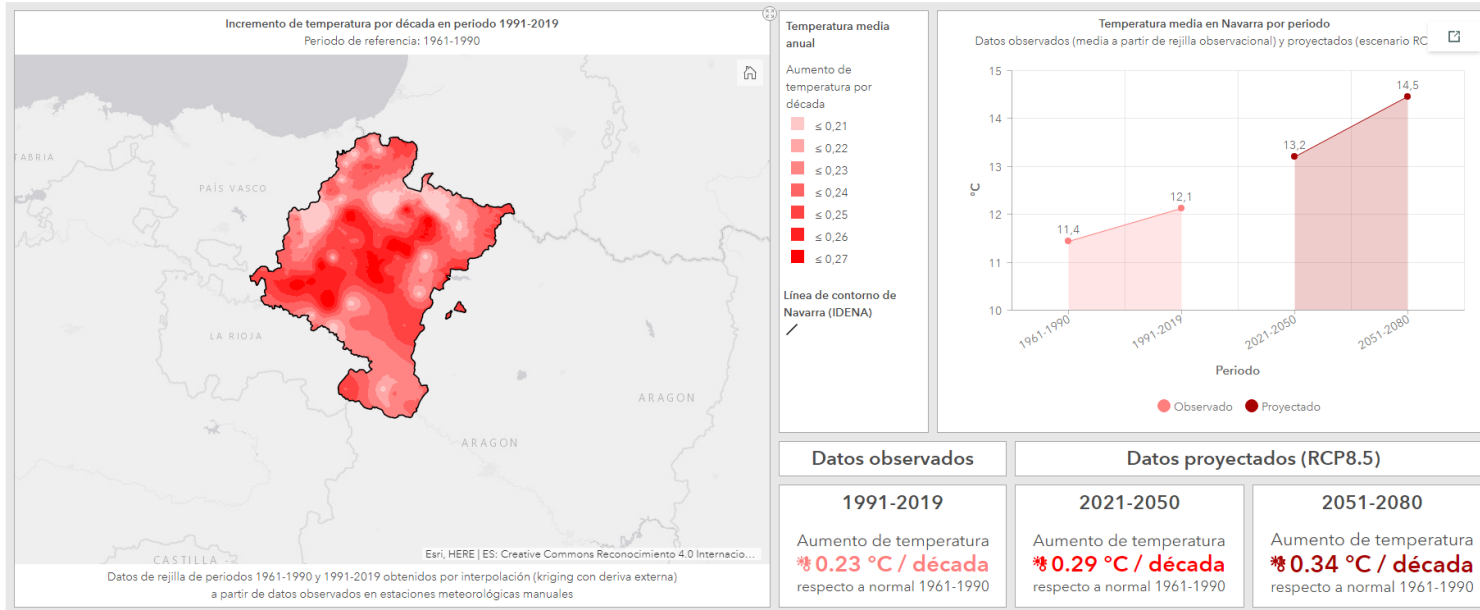 Incremento de temperatura por década en periodo 1991-2019
Periodo de referencia: 1961-1990
TABRIA
PAÍS VASCO
LA RIOJA
ARAGON
ARAGON
CASTILLA -
Esri, HERE | ES: Creative Commons Reconocimiento 4.0 Internacio...
Datos de rejilla de periodos 1961-1990 y 1991-2019 obtenidos por interpolación (kriging con deriva externa)
a partir de datos observados en estaciones meteorológicas manuales
Temperatura media
anual
Aumento de
temperatura por
década
≤ 0,21
≤ 0,22
≤ 0,23
≤ 0,24
≤ 0,25
≤ 0,26
≤ 0,27
Línea de contorno de
Navarra (IDENA)
Temperatura media en Navarra por periodo
Datos observados (media a partir de rejilla observacional) y proyectados (escenario RC
15
14
13
12
11
10
°C
11,4
12,1
13,2
14,5
1961-1990
1991-2019
2021-2050
2051-2080
Periodo
Observado
Proyectado
Datos observados
Datos proyectados (RCP8.5)
1991-2019
Aumento de temperatura
0.23 °C / década
respecto a normal 1961-1990
2021-2050
Aumento de temperatura
0.29 °C / década
respecto a normal 1961-1990
2051-2080
Aumento de temperatura
0.34 °C / década
respecto a normal 1961-1990